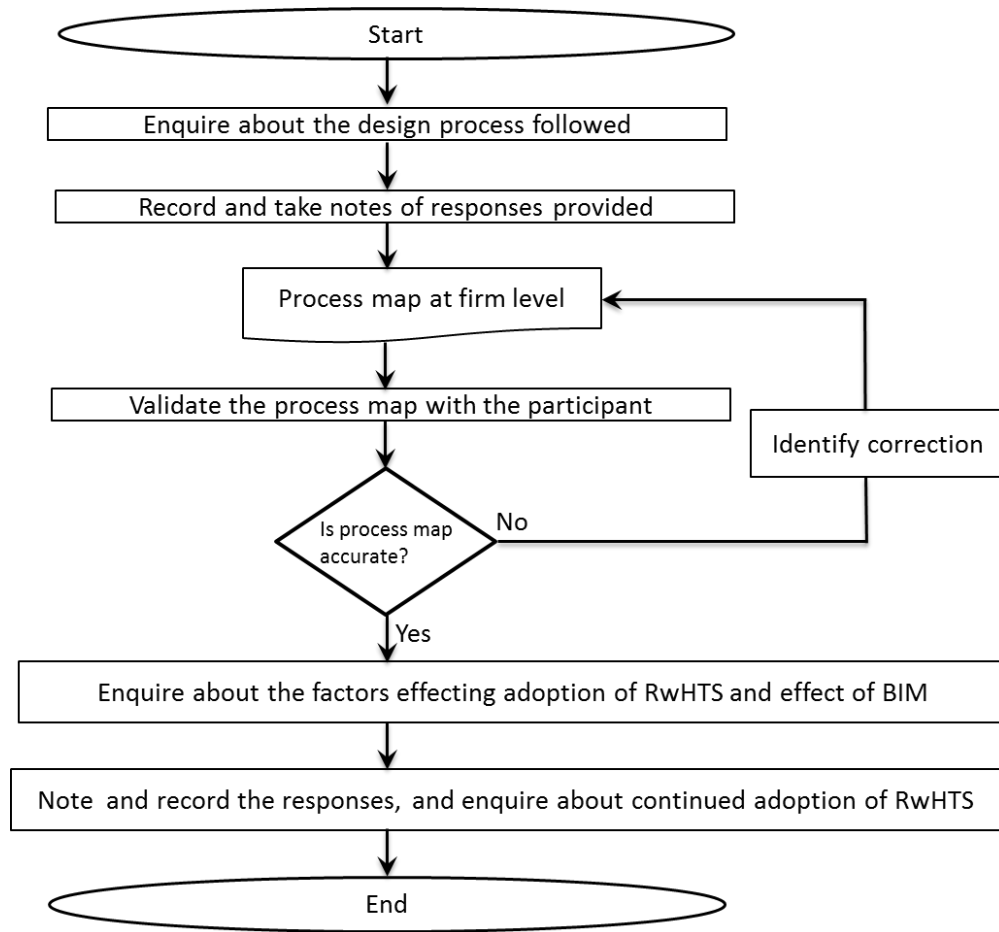 Start
Enquire about the design process followed
Record and take notes of responses provided
Process map at firm level
Validate the process map with the participant
Identify correction
Is process map
accurate?
No
Yes
Enquire about the factors effecting adoption of RwHTS and effect of BIM
Note and record the responses, and enquire about continued adoption of RwHTS
End